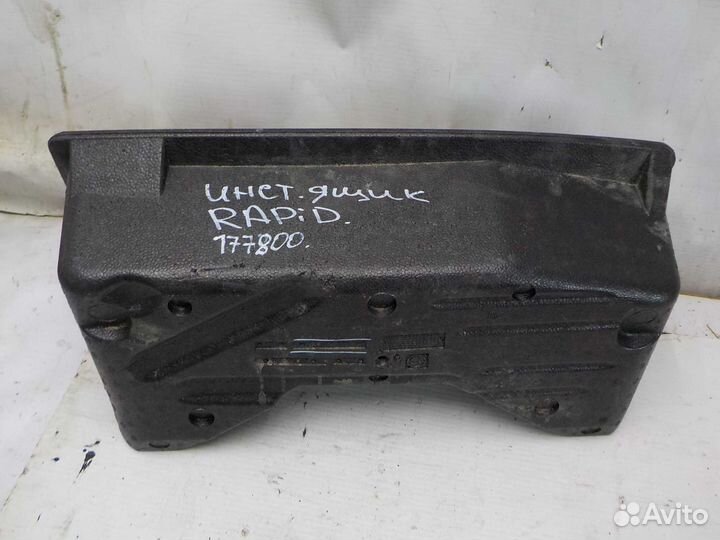 инст. ящик
RAPiD.
177800.
Avito